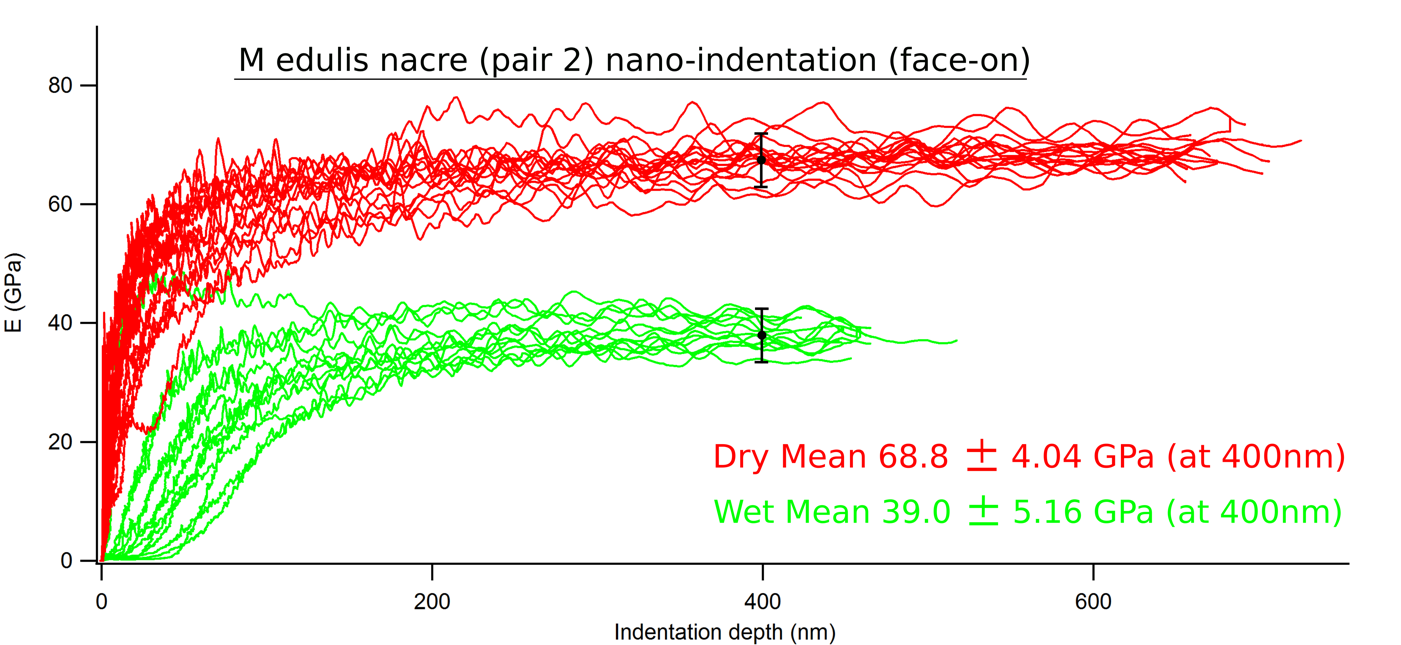 M edulis nacre (pair 2) nano-indentation (face-on)
80
60
40
20
0
E (GPa)
Dry Mean 68.8 ± 4.04 GPa (at 400nm)
Wet Mean 39.0 ± 5.16 GPa (at 400nm)
0 200 400 600
Indentation depth (nm)